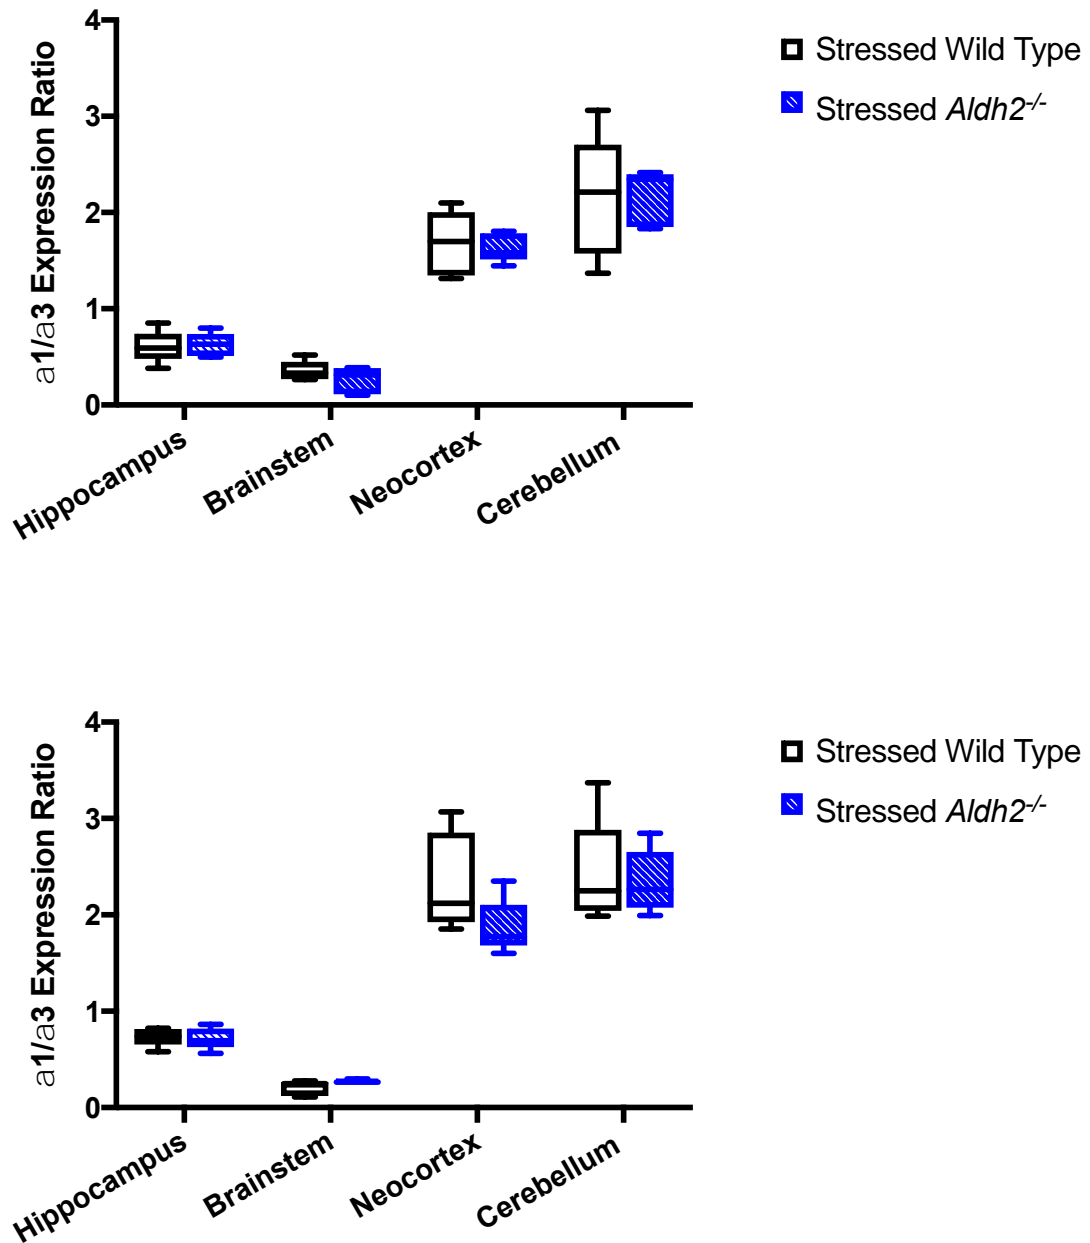 4
3
2
1
0
a1/a3 Expression Ratio
Hippocampus
Brainstem
Neocortex
Cerebellum
Stressed Wild Type
Stressed Aldh2-/-
4
3
2
1
0
a1/a3 Expression Ratio
Hippocampus
Brainstem
Neocortex
Cerebellum
Stressed Wild Type
Stressed Aldh2-/-